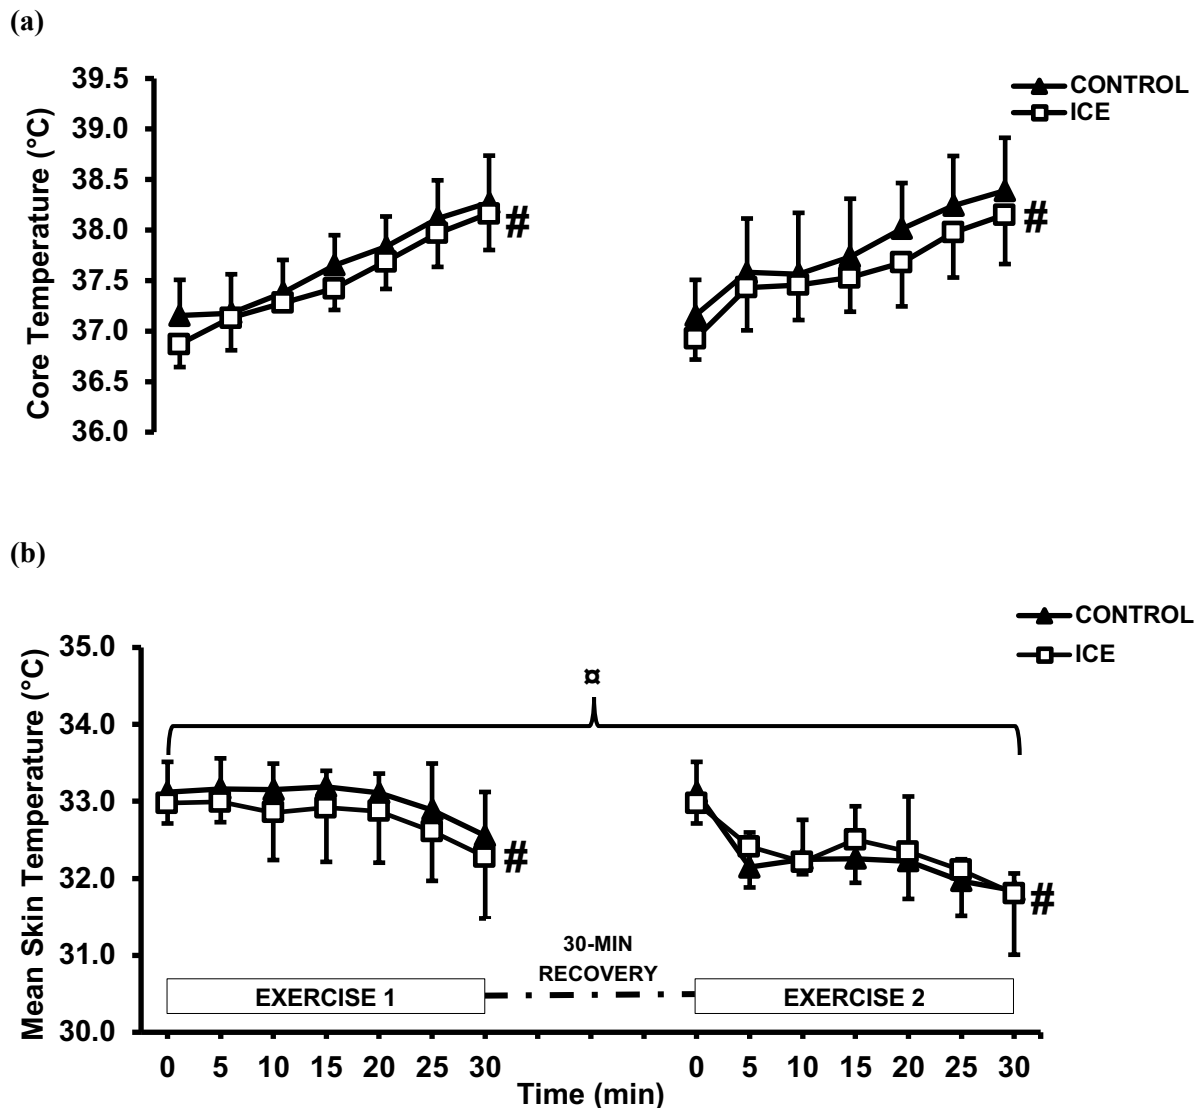 (a)
CONTROL
ICE
Core Temperature (°C)
39.5
39.0
38.5
38.0
37.5
37.0
36.5
36.0
#
#
(b)
CONTROL
ICE
Mean Skin Temperature (°C)
35.0
34.0
33.0
32.0
31.0
30.0
¤
#
#
30-MIN
RECOVERY
EXERCISE 1
EXERCISE 2
0 5 10 15 20 25 30 0 5 10 15 20 25 30
Time (min)